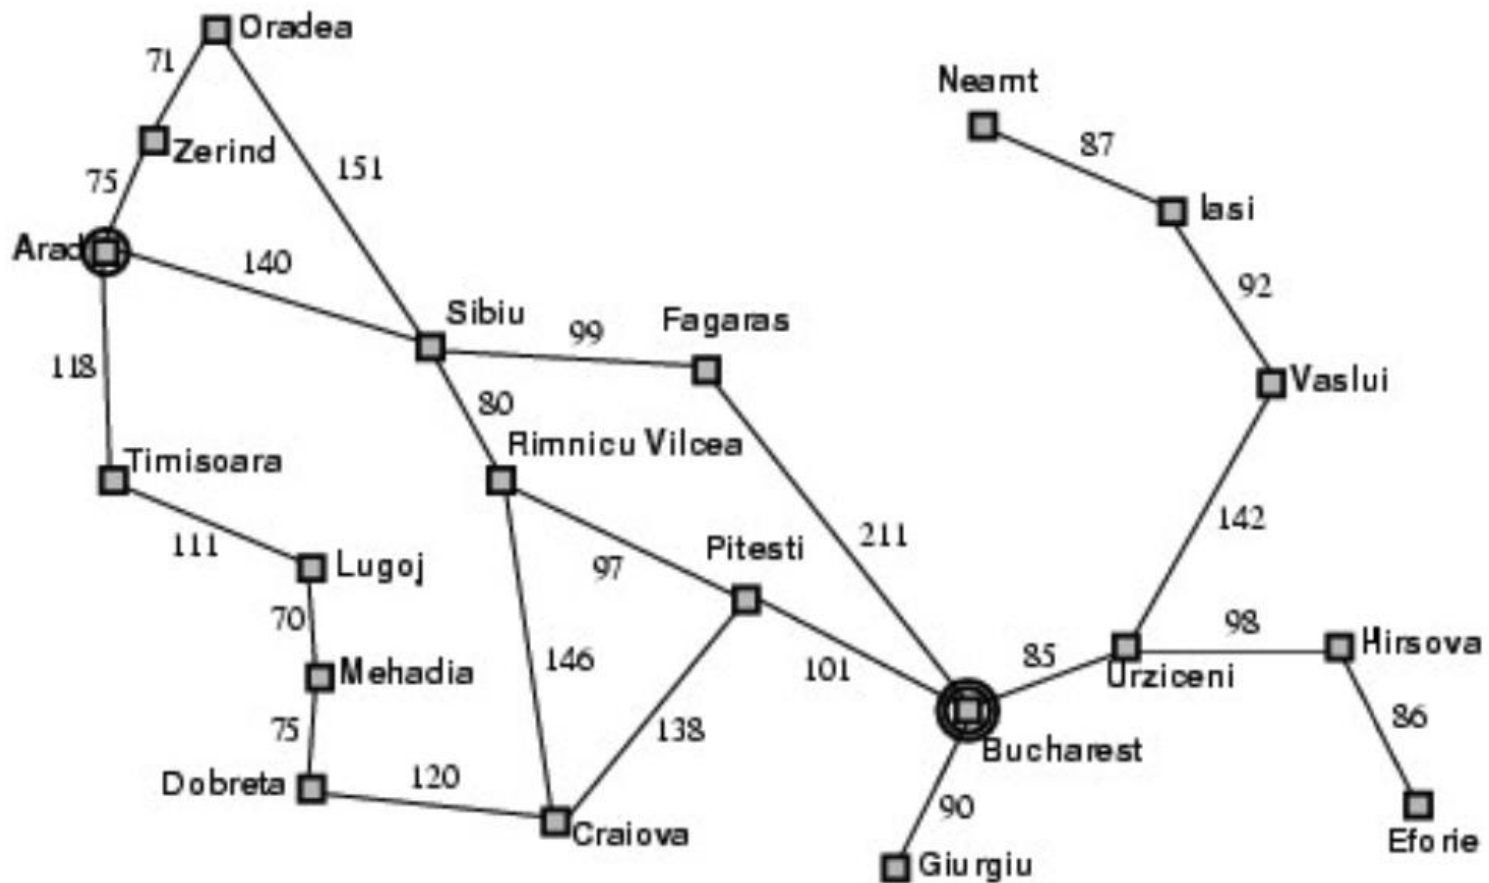 Oradea
71
Neamt
87
Zerind
151
75
Iasi
Arad
140
92
Sibiu
99
Fagaras
118
80
Vaslui
Rimnicu Vilcea
Timisoara
142
111
Lugoj
97
Pitesti
211
70
98
Hirsova
Mehadia
146
101
85
Urziceni
75
138
86
Bucharest
Dobreta
120
90
Craiova
Eforie
Giurgiu